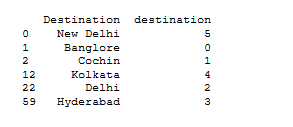 Destination destination
0 New Delhi 5
1 Banglore 0
2 Cochin 1
12 Kolkata 4
22 Delhi 2
59 Hyderabad 3